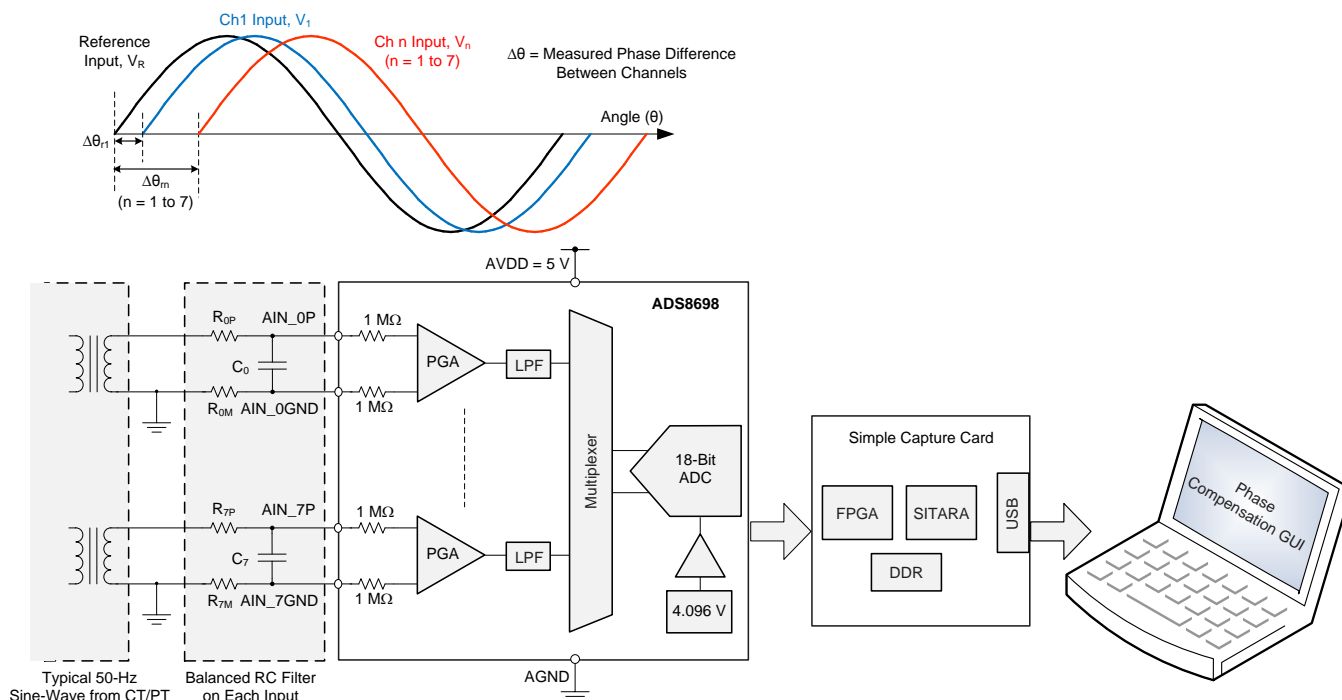 Ch1 Input, V1
Reference
Input, VR
Ch n Input, Vn
(n = 1 to 7)
Δθ = Measured Phase Difference
Between Channels
Angle (θ)
Δθr1
Δθrn
(n = 1 to 7)
AVDD = 5 V
ADS8698
R0P
AIN_0P
1 MΩ
C0
PGA
LPF
R0M
AIN_0GND
1 MΩ
Multiplexer
18-Bit
ADC
R7P
AIN_7P
1 MΩ
C7
PGA
LPF
R7M
AIN_7GND
1 MΩ
4.096 V
Simple Capture Card
FPGA
SITARA
USB
DDR
Phase
Compensation GUI
AGND
Typical 50-Hz
Sine-Wave from CT/PT
Balanced RC Filter
on Each Input